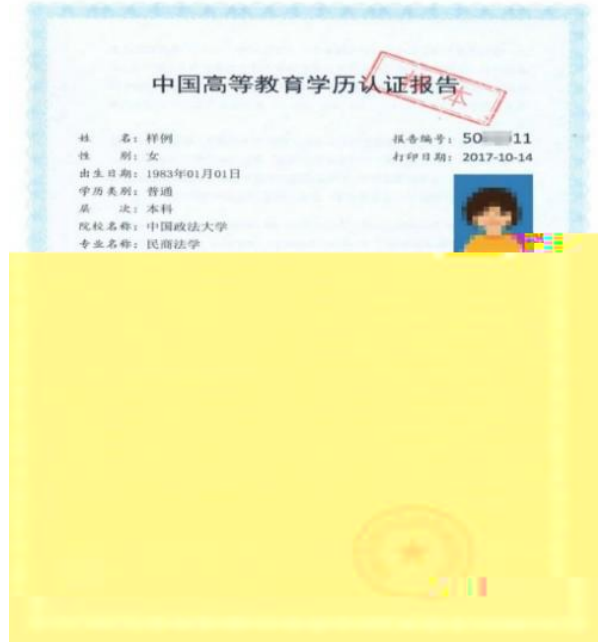 中国高等教育学历认证报告
样本
姓 名：样例
报告编号：50 11
性 别：女
打印日期：2017-10-14
出生日期：1983年01月01日
学历类别：普通
层 次：本科
院校名称：中国政法大学
专业名称：民商法学